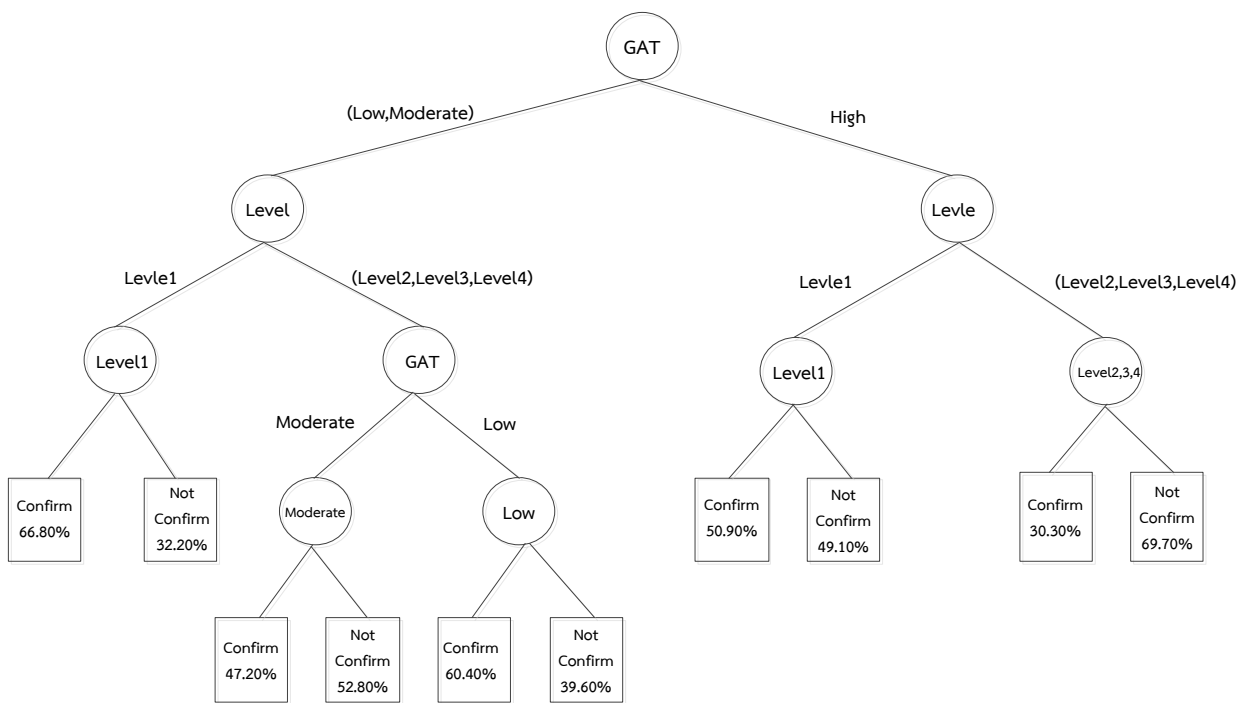 GAT
(Low,Moderate)
High
Level
Levle
Levle1
(Level2,Level3,Level4)
Levle1
(Level2,Level3,Level4)
Level1
GAT
Level1
Level2,3,4
Moderate
Low
Confirm
66.80%
Not
Confirm
32.20%
Moderate
Low
Confirm
50.90%
Not
Confirm
49.10%
Confirm
30.30%
Not
Confirm
69.70%
Confirm
47.20%
Not
Confirm
52.80%
Confirm
60.40%
Not
Confirm
39.60%